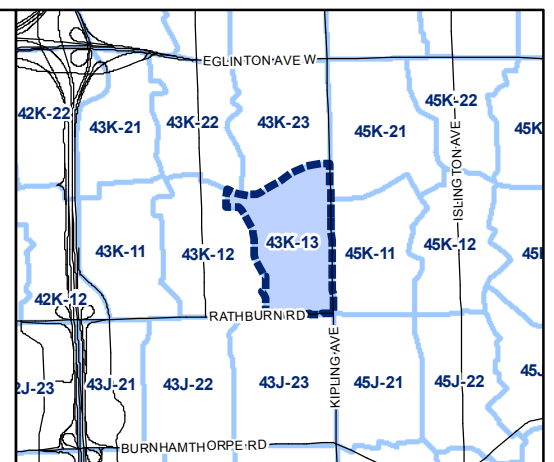 EGLINTON AVE W
42K-22
43K-21
43K-22
43K-23
45K-21
45K-22
45K
ISLINGTON AVE
43K-11
43K-12
43K-13
45K-11
45K-12
42K-12
RATHBURN RD
KIPLING AVE
2J-23
43J-21
43J-22
43J-23
45J-21
45J-22
45J
BURNHAMTHORPE RD